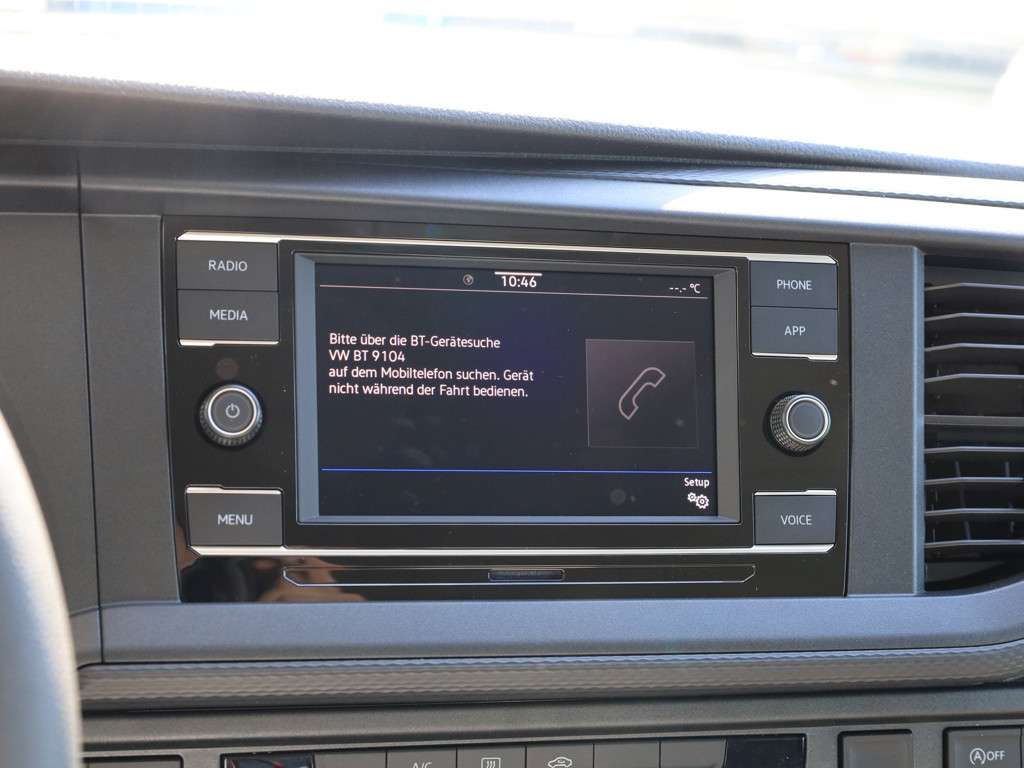 10:46
--.- °C
RADIO
PHONE
MEDIA
APP
Bitte über die BT-Gerätesuche
VW BT 9104
auf dem Mobiltelefon suchen. Gerät
nicht während der Fahrt bedienen.
Setup
MENU
VOICE
A/C
OFF